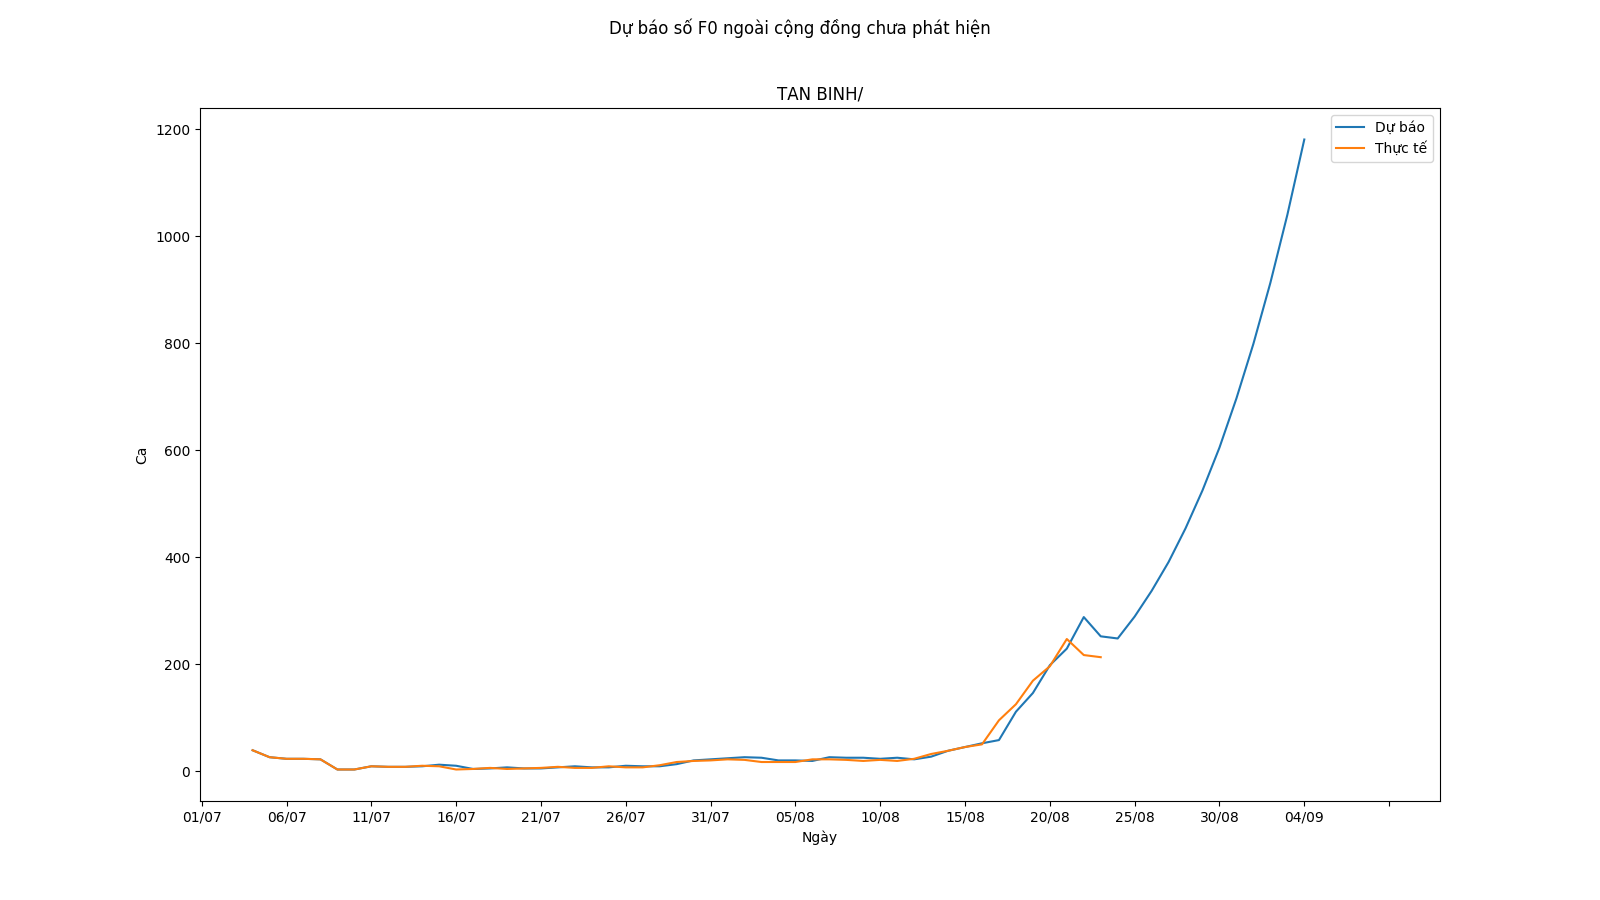 Dự báo số F0 ngoài cộng đồng chưa phát hiện
TAN BINH/
Dự báo
Thực tế
1200
1000
800
600
400
200
0
Ca
01/07 06/07 11/07 16/07 21/07 26/07 31/07 05/08 10/08 15/08 20/08 25/08 30/08 04/09
Ngày